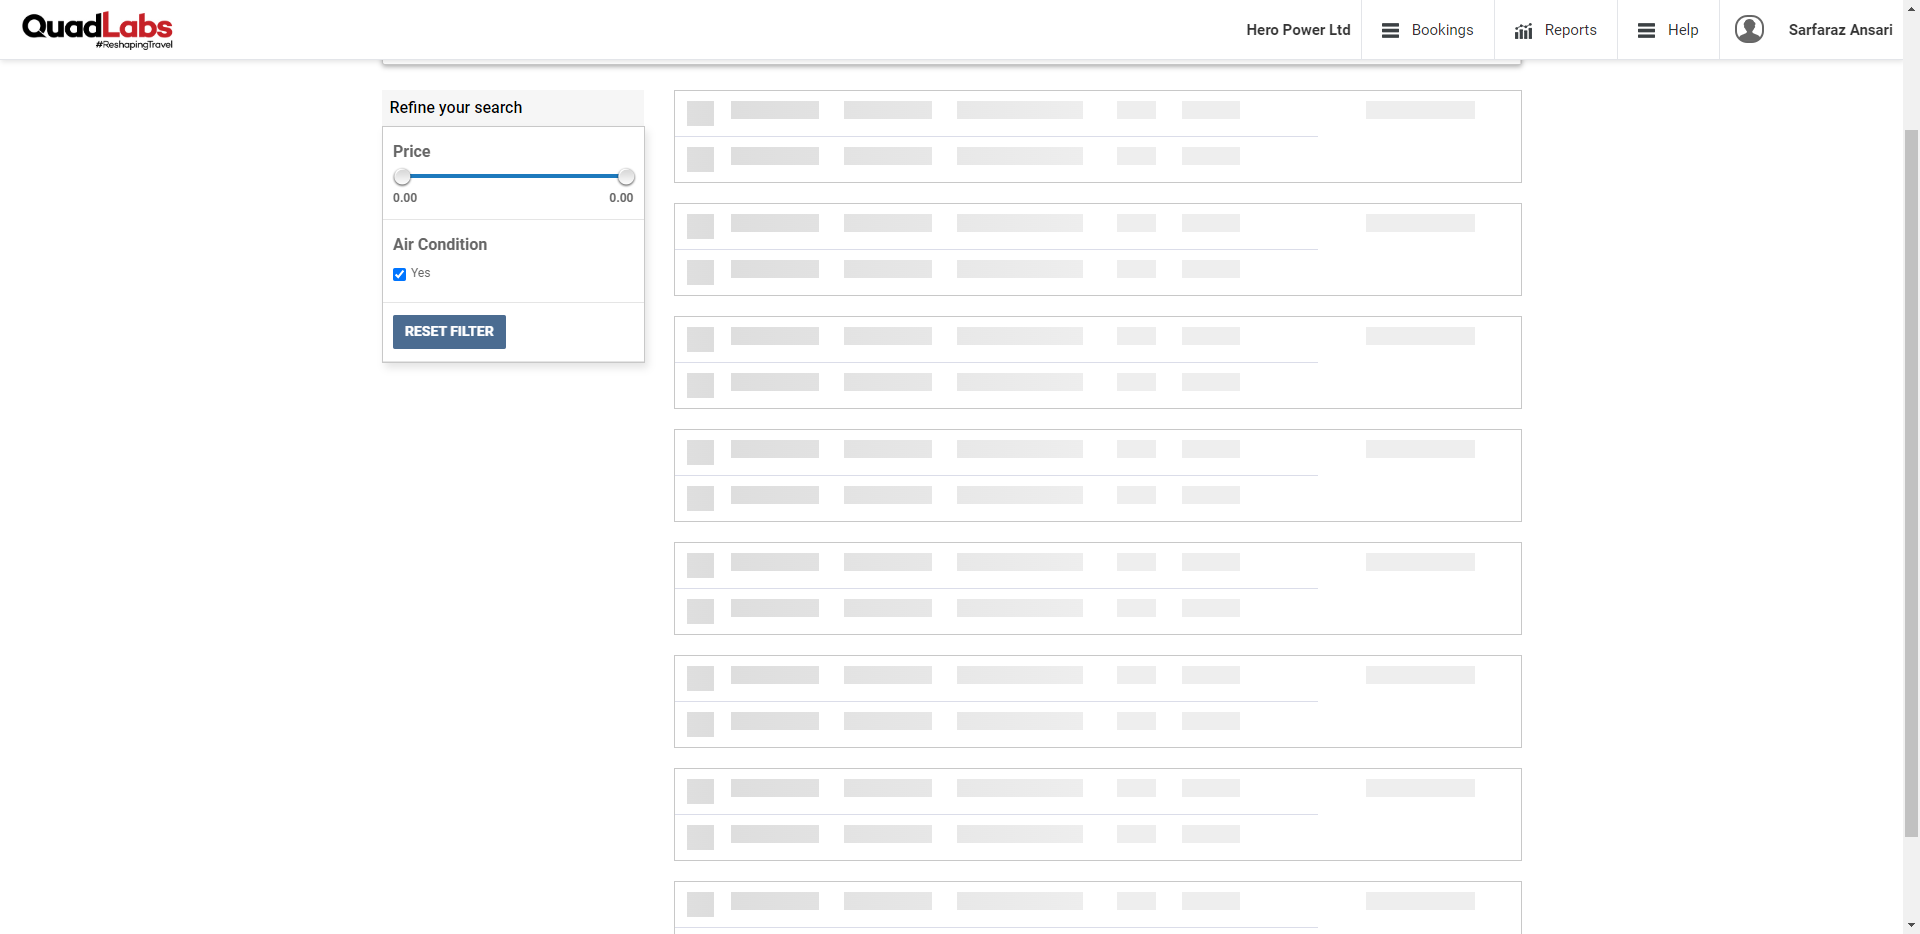 QuadLabs
#ReshapingTravel
Hero Power Ltd
Bookings
Reports
Help
Sarfaraz Ansari
Refine your search
Price
0.00 0.00
Air Condition
Yes
RESET FILTER